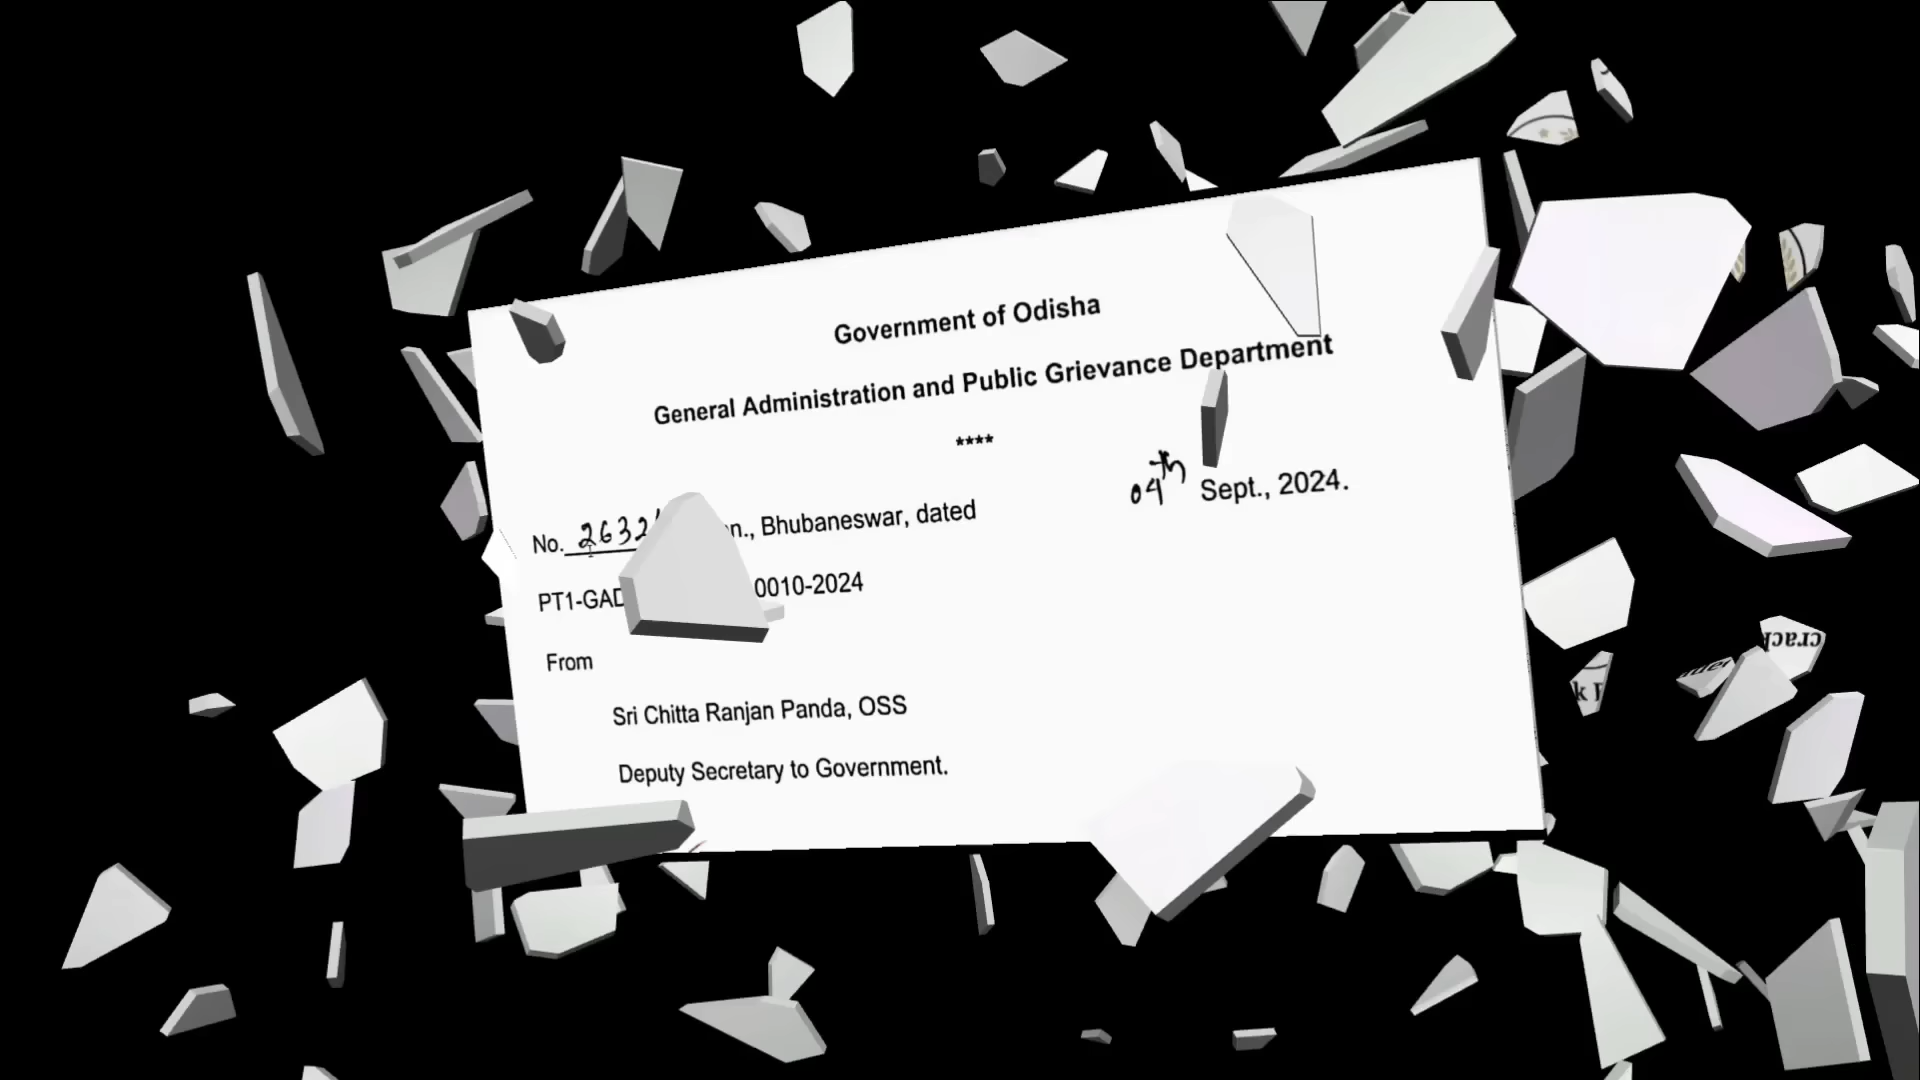 Government of Odisha
General Administration and Public Grievance Department
****
No. 2632 n., Bhubaneswar, dated 04th Sept., 2024.
PT1-GAD 0010-2024
From
Sri Chitta Ranjan Panda, OSS
Deputy Secretary to Government.
crack